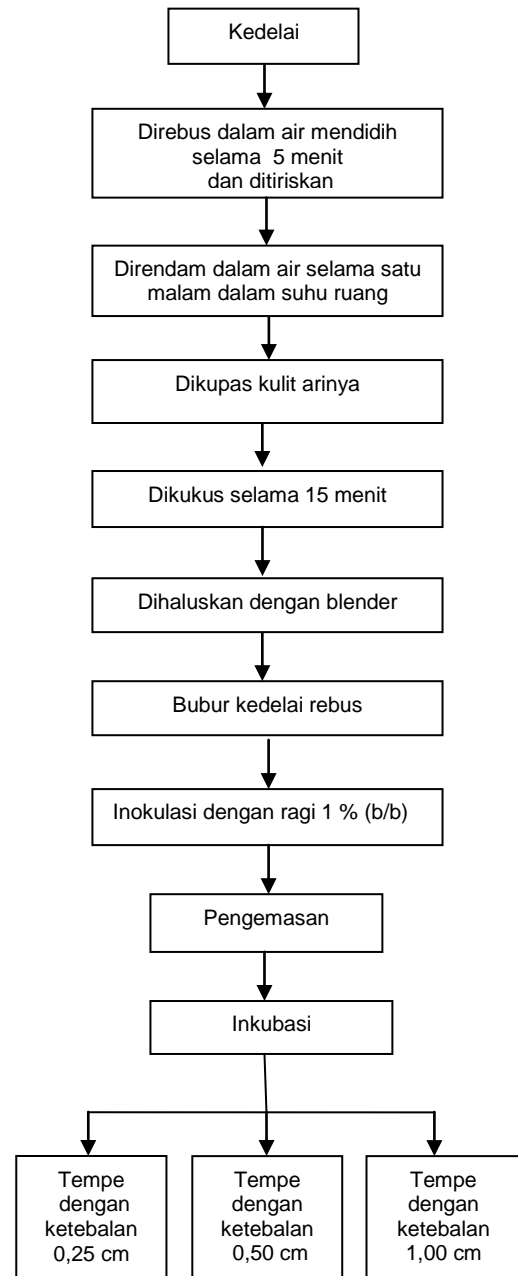 Kedelai
Direbus dalam air mendidih
selama 5 menit
dan ditiriskan
Direndam dalam air selama satu
malam dalam suhu ruang
Dikupas kulit arinya
Dikukus selama 15 menit
Dihaluskan dengan blender
Bubur kedelai rebus
Inokulasi dengan ragi 1 % (b/b)
Pengemasan
Inkubasi
Tempe
dengan
ketebalan
0,25 cm
Tempe
dengan
ketebalan
0,50 cm
Tempe
dengan
ketebalan
1,00 cm